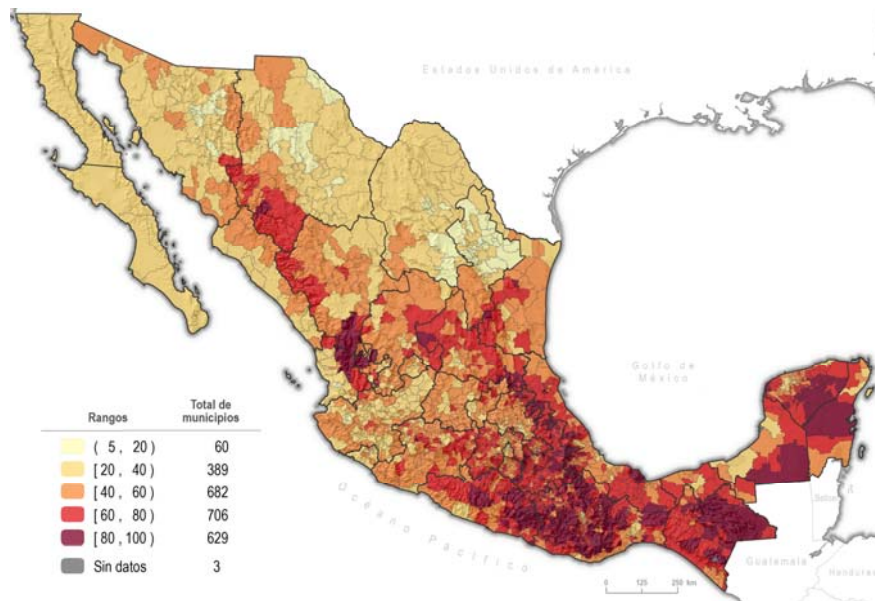 Estados Unidos de América
Golfo de
México
Rangos
Total de
municipios
( 5 , 20 ) 60
[ 20 , 40 ) 389
[ 40 , 60 ) 682
[ 60 , 80 ) 706
[ 80 , 100 ) 629
Sin datos 3
Océano Pacífico
Belice
Guatemala
Honduras
0 125 250 km